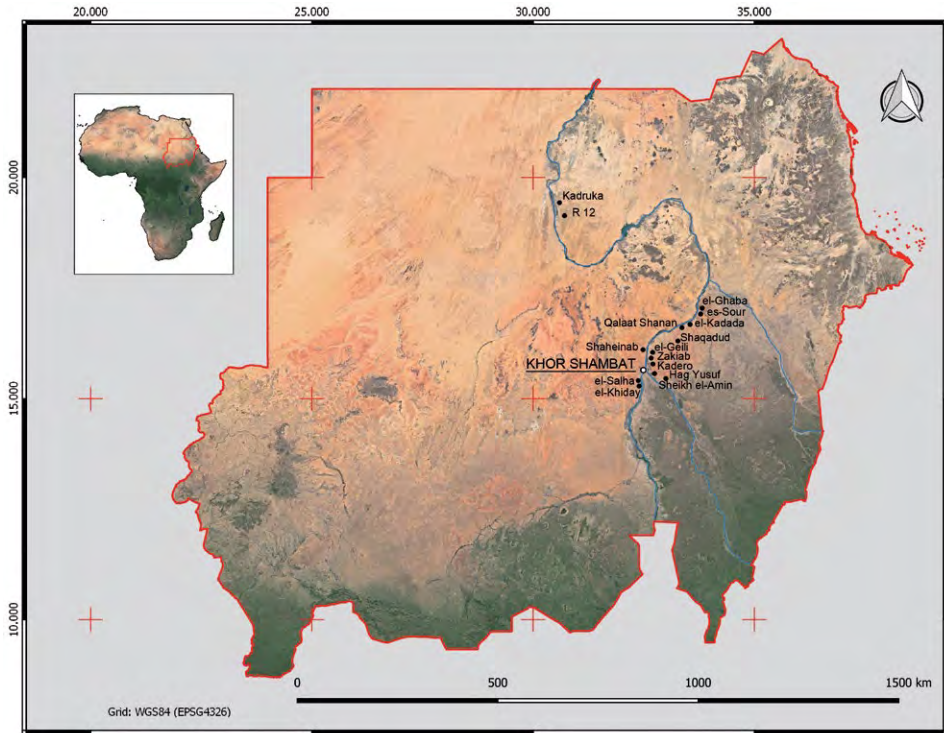 20.000 25.000 30.000 35.000
20.000
15.000
10.000
Kadruka
R 12
el-Ghaba
es-Sour
Qalaat Shanan
el-Kadada
Shaqadud
Shaheinab
el-Geili
Zakiab
KHOR SHAMBAT
Kadero
Hag Yusuf
el-Salha
Sheikh el-Amin
el-Khiday
0 500 1000 1500 km
Grid: WGS84 (EPSG4326)